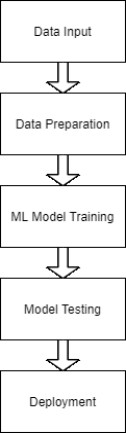 Data Input
Data Preparation
ML Model Training
Model Testing
Deployment